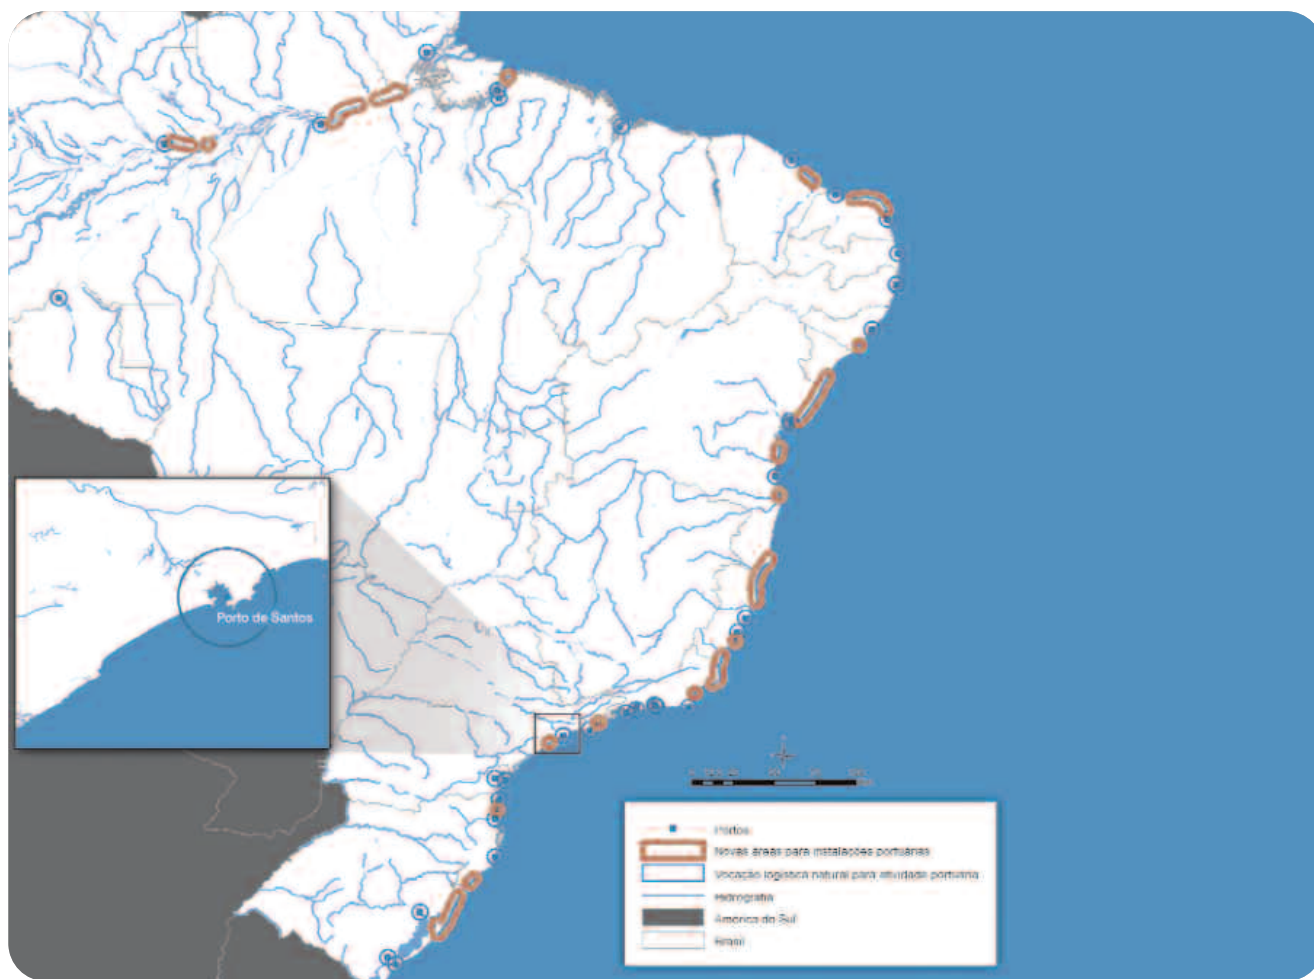 Porto de Santos
Portos
Novas áreas para instalações portuárias
Vocação logística natural para atividade portuária
Hidrografia
América do Sul
Brasil